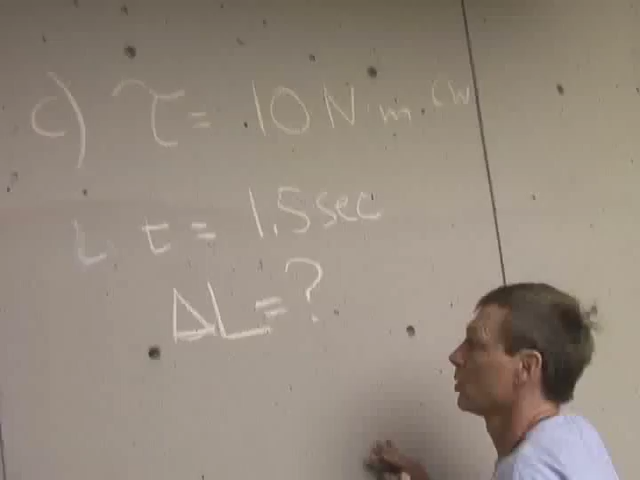 c) τ = 10 N·m CW
t = 1.5 sec
ΔL = ?